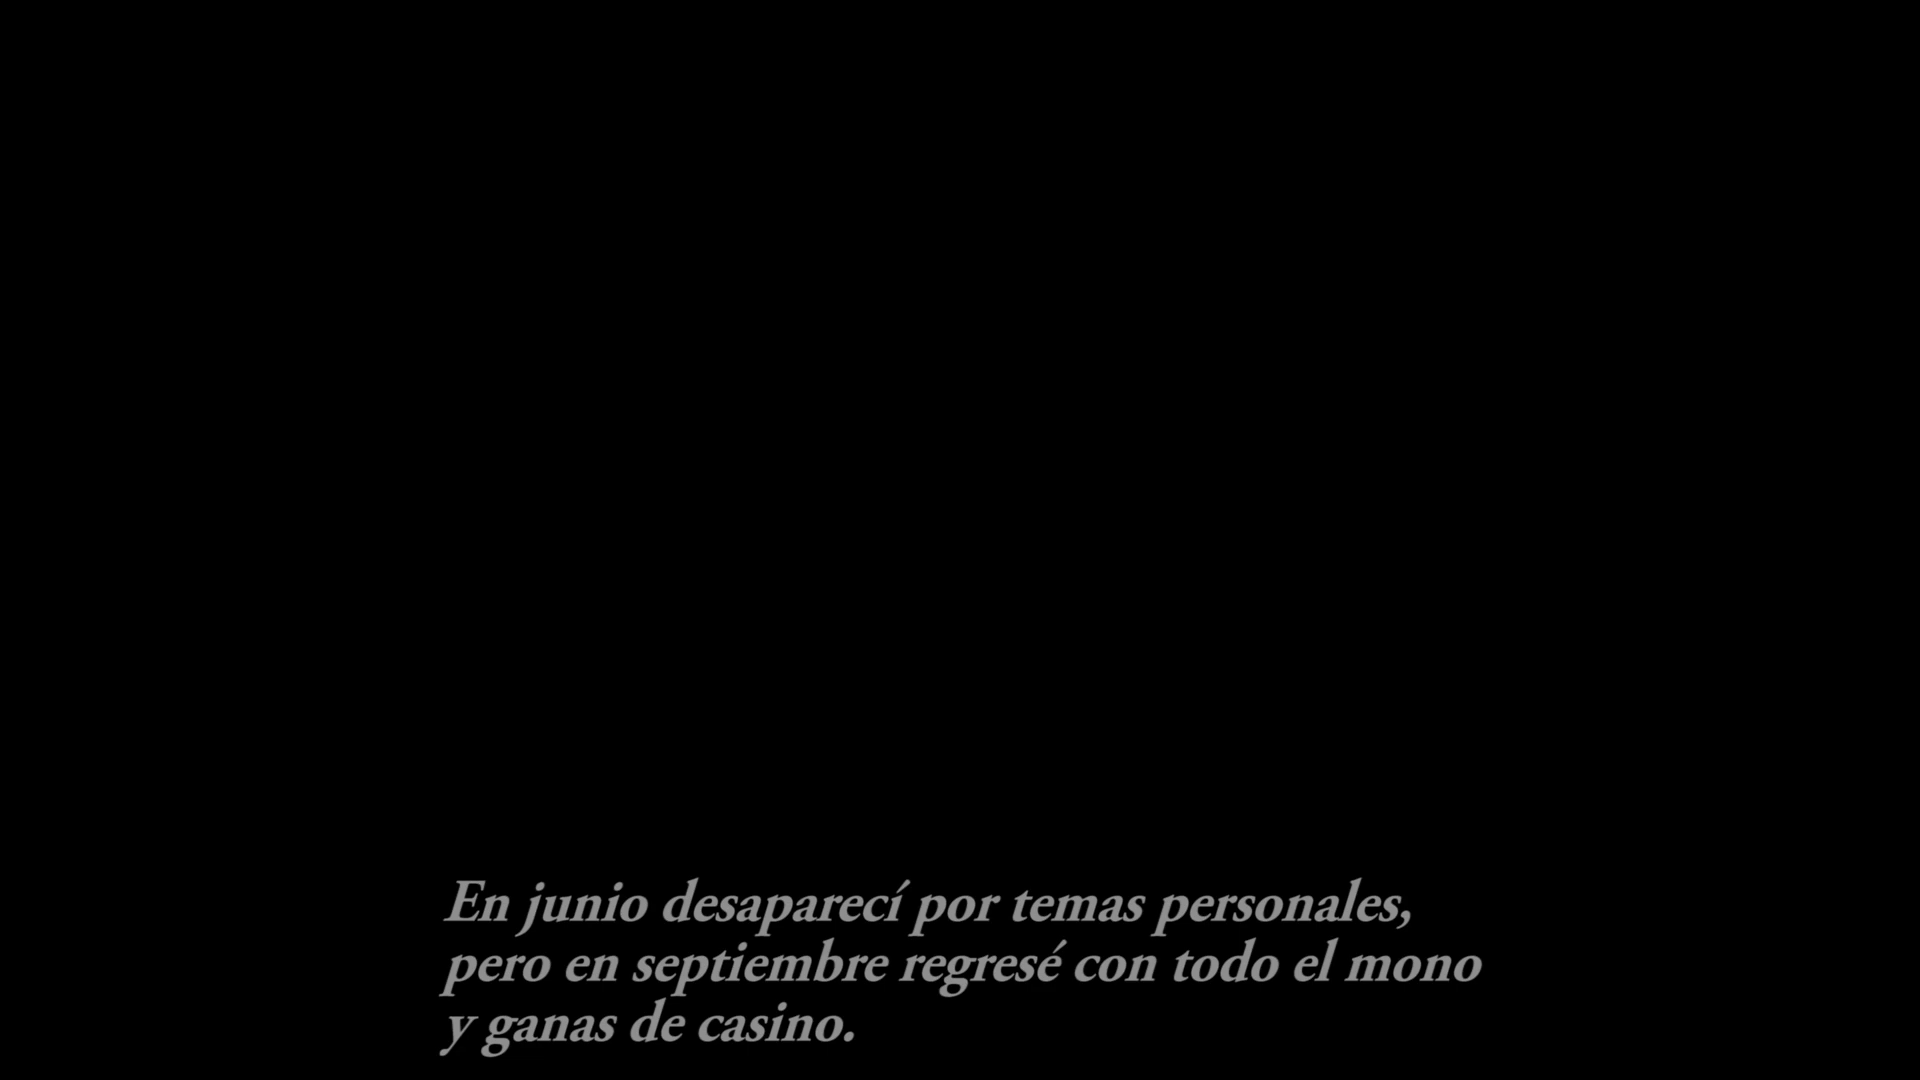 En junio desaparecí por temas personales,
pero en septiembre regresé con todo el mono
y ganas de casino.